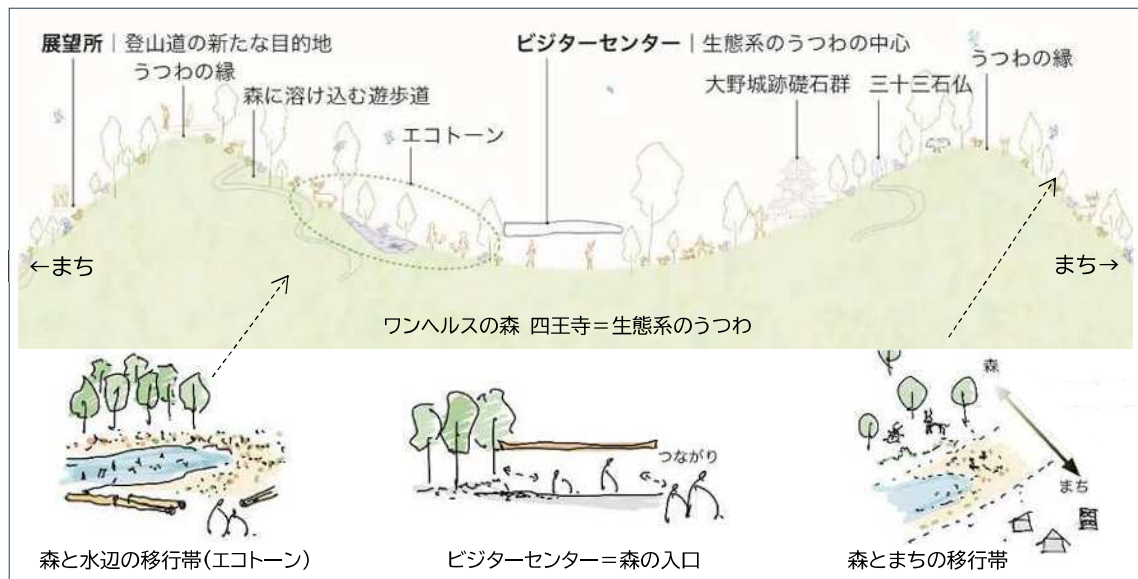 展望所｜登山道の新たな目的地
ビジターセンター｜生態系のうつわの中心
うつわの縁
うつわの縁
森に溶け込む遊歩道
大野城跡礎石群
三十三石仏
エコトーン
←まち
まち→
ワンヘルスの森 四王寺＝生態系のうつわ
森
つながり
まち
森と水辺の移行帯(エコトーン)
ビジターセンター＝森の入口
森とまちの移行帯